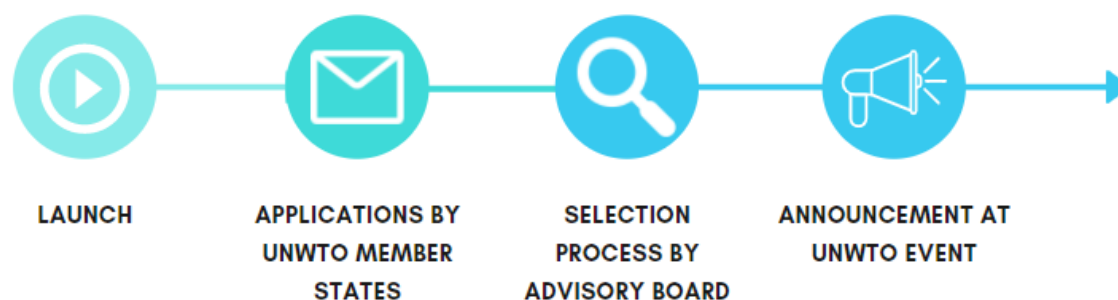 LAUNCH
APPLICATIONS BY
UNWTO MEMBER
STATES
SELECTION
PROCESS BY
ADVISORY BOARD
ANNOUNCEMENT AT
UNWTO EVENT